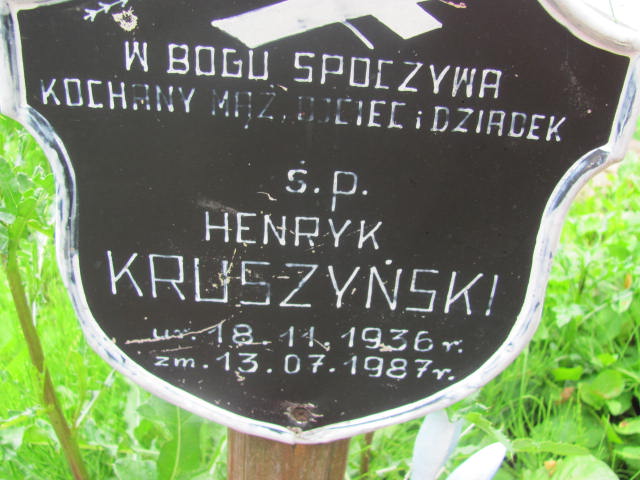 W BOGU SPOCZYWA
KOCHANY MĄŻ, OJCIEC i DZIADEK
ś.p.
HENRYK
KRUSZYŃSKI
ur. 18.11.1936 r.
zm. 13.07.1987 r.